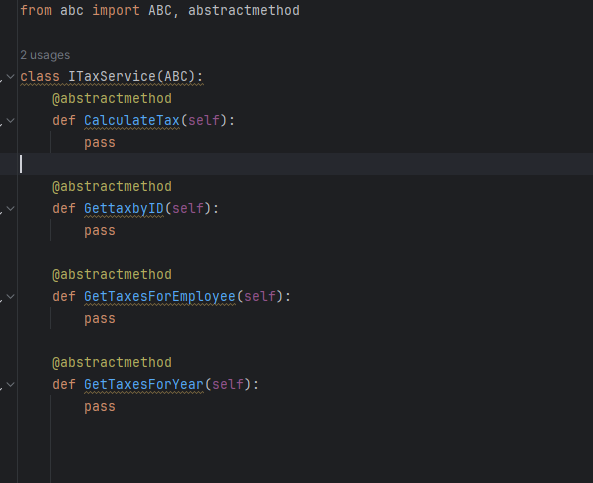 from abc import ABC, abstractmethod
2 usages
class ITaxService(ABC):
    @abstractmethod
    def CalculateTax(self):
        pass
    @abstractmethod
    def GettaxbyID(self):
        pass
    @abstractmethod
    def GetTaxesForEmployee(self):
        pass
    @abstractmethod
    def GetTaxesForYear(self):
        pass